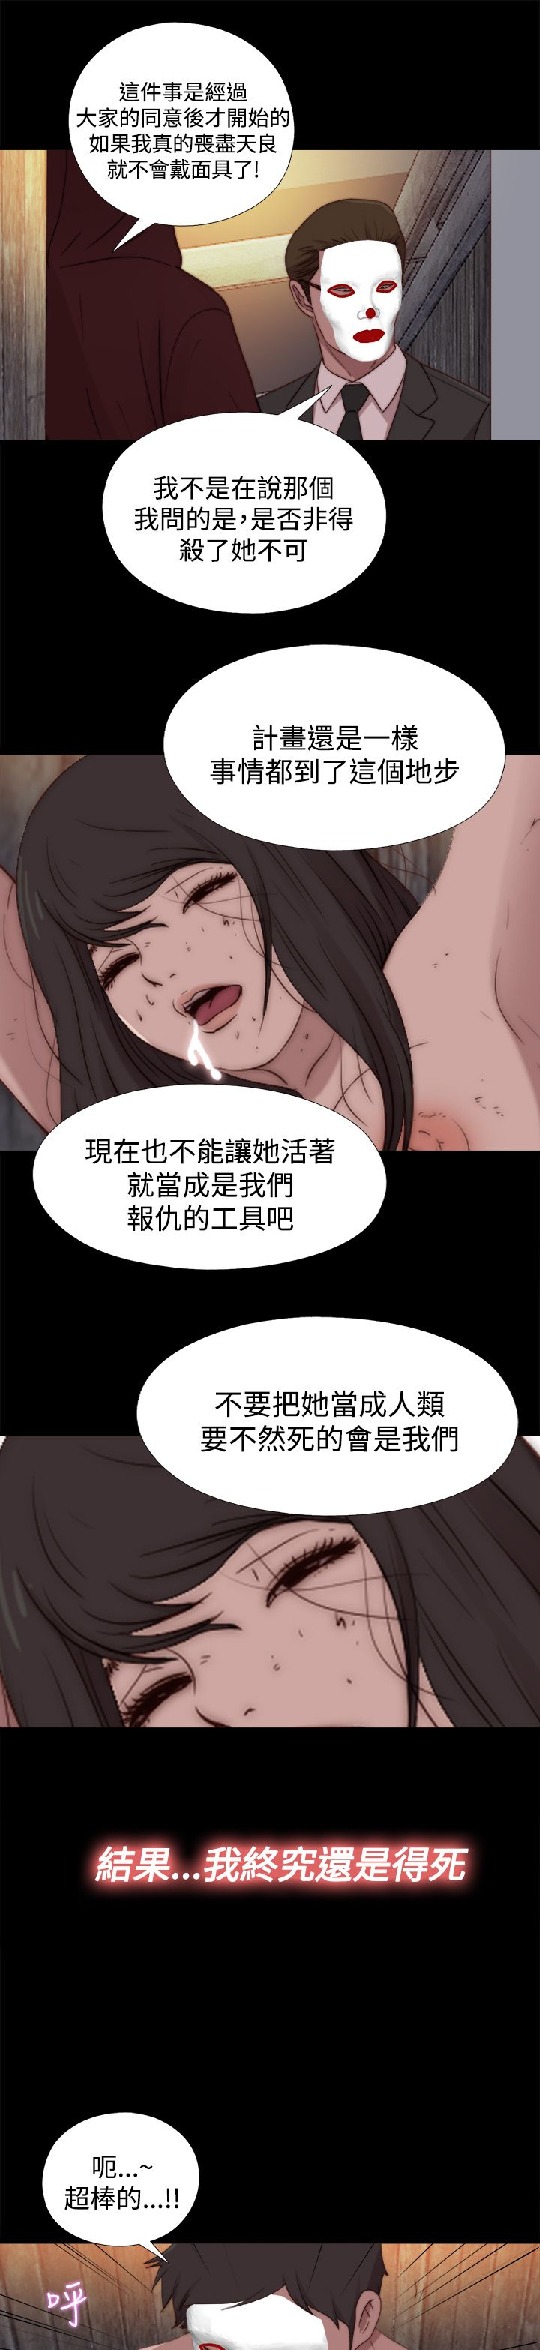 這件事是經過
大家的同意後才開始的
如果我真的喪盡天良
就不會戴面具了!
我不是在說那個
我問的是,是否非得
殺了她不可
計畫還是一樣
事情都到了這個地步
現在也不能讓她活著
就當成是我們
報仇的工具吧
不要把她當成人類
要不然死的會是我們
結果...我終究還是得死
呃...~
超棒的...!!
呼